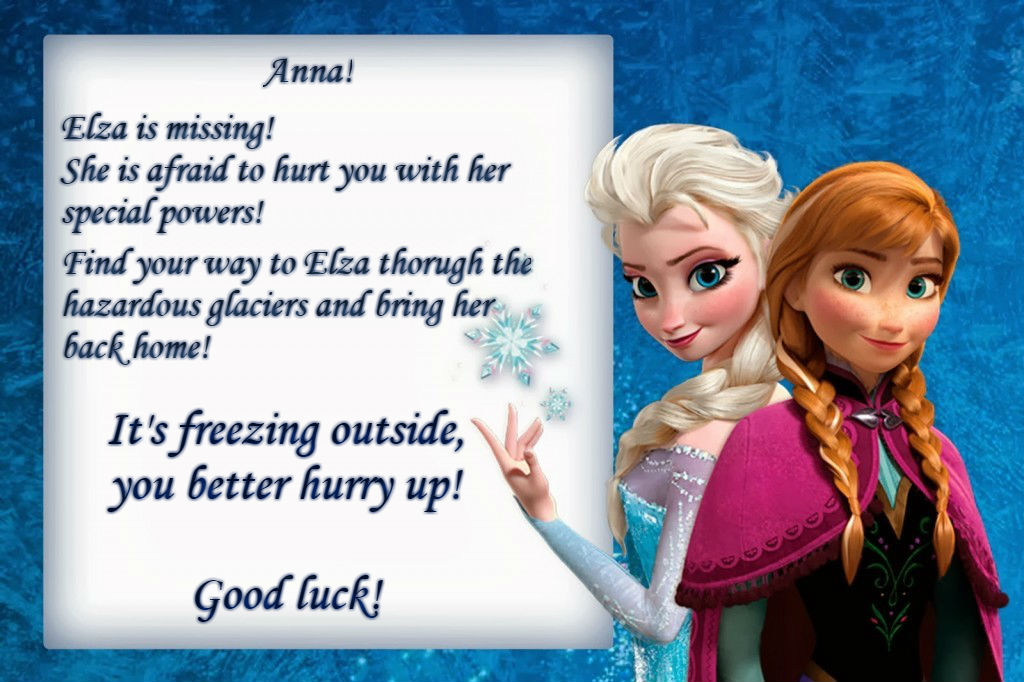 Anna!
Elza is missing!
She is afraid to hurt you with her
special powers!
Find your way to Elza thorugh the
hazardous glaciers and bring her
back home!
It's freezing outside,
you better hurry up!
Good luck!